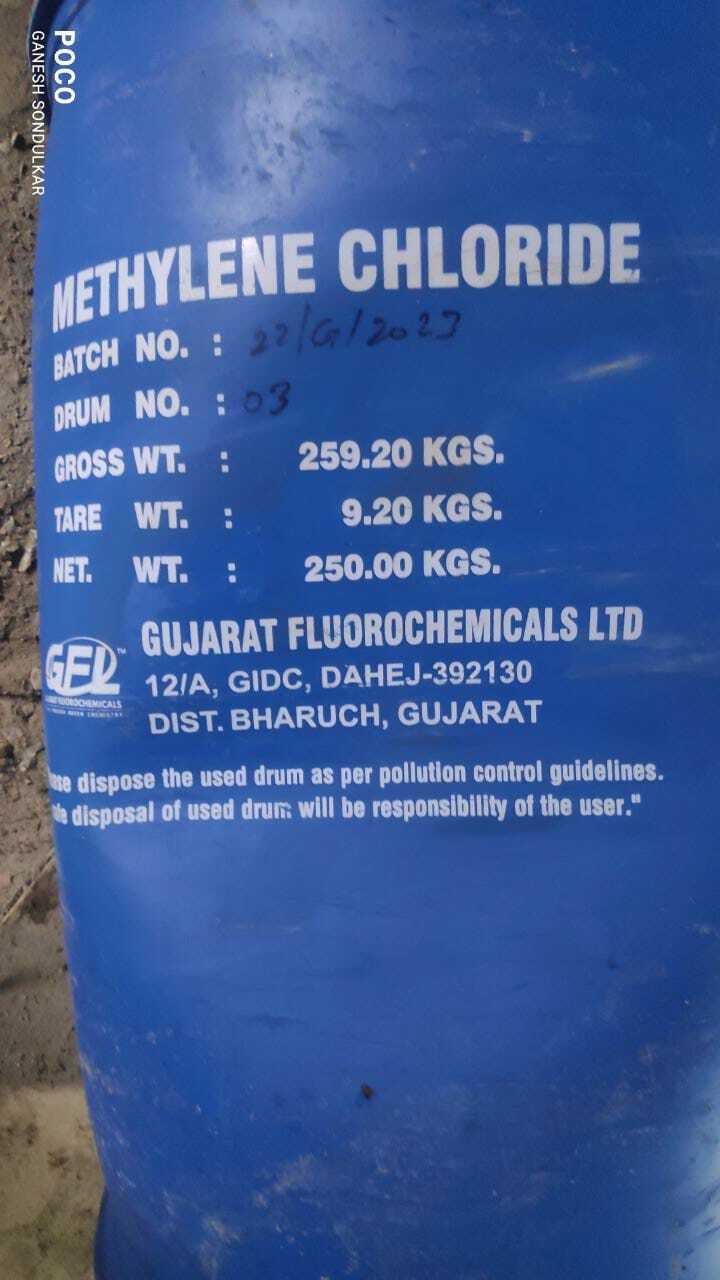 POCO
GANESH SONDULKAR
METHYLENE CHLORIDE
BATCH NO. : 22/G/2023
DRUM NO. : 03
GROSS WT. : 259.20 KGS.
TARE WT. : 9.20 KGS.
NET. WT. : 250.00 KGS.
GFL™
GUJARAT FLUOROCHEMICALS LTD
12/A, GIDC, DAHEJ-392130
DIST. BHARUCH, GUJARAT
dispose the used drum as per pollution control guidelines.
disposal of used drum will be responsibility of the user."